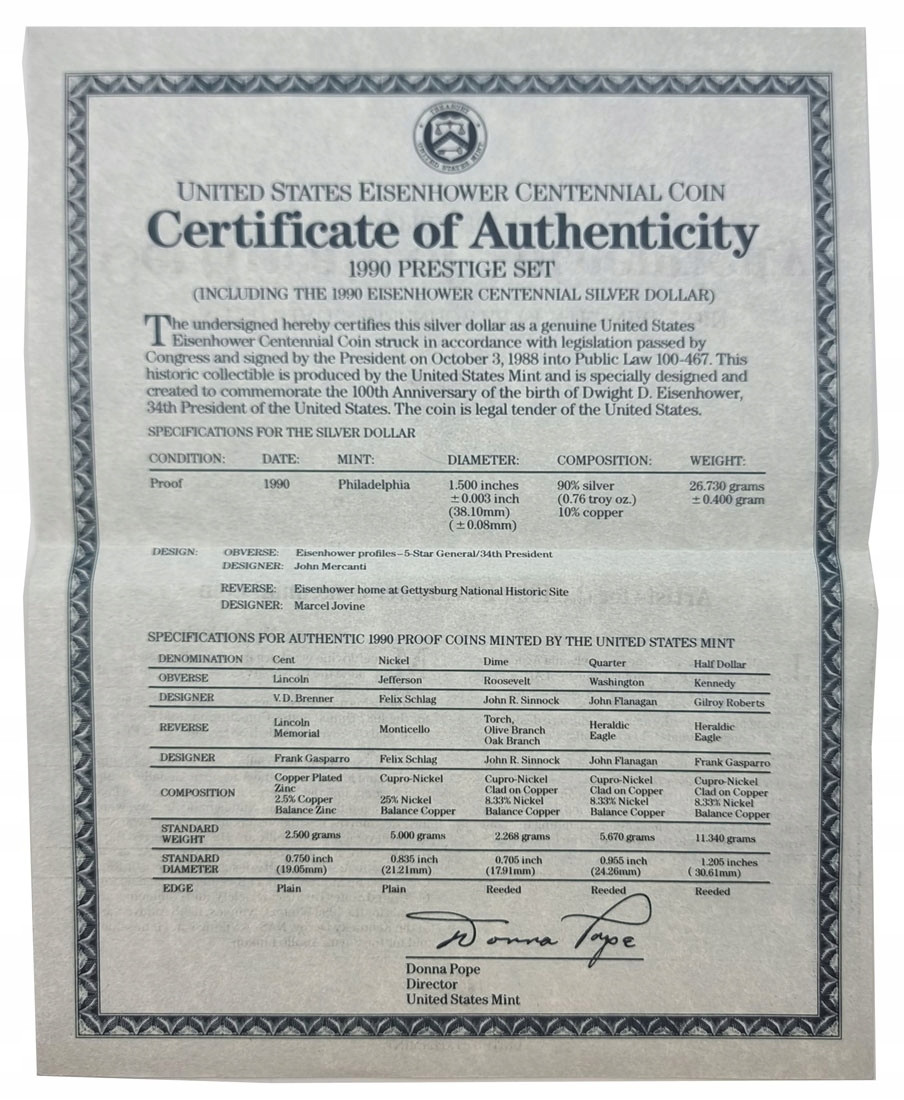 UNITED STATES EISENHOWER CENTENNIAL COIN
Certificate of Authenticity
1990 PRESTIGE SET
(INCLUDING THE 1990 EISENHOWER CENTENNIAL SILVER DOLLAR)
The undersigned hereby certifies this silver dollar as a genuine United States
Eisenhower Centennial Coin struck in accordance with legislation passed by
Congress and signed by the President on October 3, 1988 into Public Law 100-467. This
historic collectible is produced by the United States Mint and is specially designed and
created to commemorate the 100th Anniversary of the birth of Dwight D. Eisenhower,
34th President of the United States. The coin is legal tender of the United States.
SPECIFICATIONS FOR THE SILVER DOLLAR
CONDITION: DATE: MINT: DIAMETER: COMPOSITION: WEIGHT:
Proof 1990 Philadelphia 1.500 inches 90% silver 26.730 grams
±0.003 inch (0.76 troy oz.) ±0.400 gram
(38.10mm) 10% copper
(±0.08mm)
DESIGN: OBVERSE: Eisenhower profiles–5-Star General/34th President
DESIGNER: John Mercanti
REVERSE: Eisenhower home at Gettysburg National Historic Site
DESIGNER: Marcel Jovine
SPECIFICATIONS FOR AUTHENTIC 1990 PROOF COINS MINTED BY THE UNITED STATES MINT
DENOMINATION Cent Nickel Dime Quarter Half Dollar
OBVERSE Lincoln Jefferson Roosevelt Washington Kennedy
DESIGNER V.D. Brenner Felix Schlag John R. Sinnock John Flanagan Gilroy Roberts
REVERSE Lincoln Memorial Monticello Torch, Olive Branch Oak Branch Heraldic Eagle Heraldic Eagle
DESIGNER Frank Gasparro Felix Schlag John R. Sinnock John Flanagan Frank Gasparro
COMPOSITION Copper Plated Zinc 2.5% Copper Balance Zinc Cupro-Nickel 25% Nickel Balance Copper Cupro-Nickel Clad on Copper 8.33% Nickel Balance Copper Cupro-Nickel Clad on Copper 8.33% Nickel Balance Copper Cupro-Nickel Clad on Copper 8.33% Nickel Balance Copper
STANDARD WEIGHT 2.500 grams 5.000 grams 2.268 grams 5.670 grams 11.340 grams
STANDARD DIAMETER 0.750 inch (19.05mm) 0.835 inch (21.21mm) 0.705 inch (17.91mm) 0.955 inch (24.26mm) 1.205 inches (30.61mm)
EDGE Plain Plain Reeded Reeded Reeded
Donna Pope
Donna Pope
Director
United States Mint